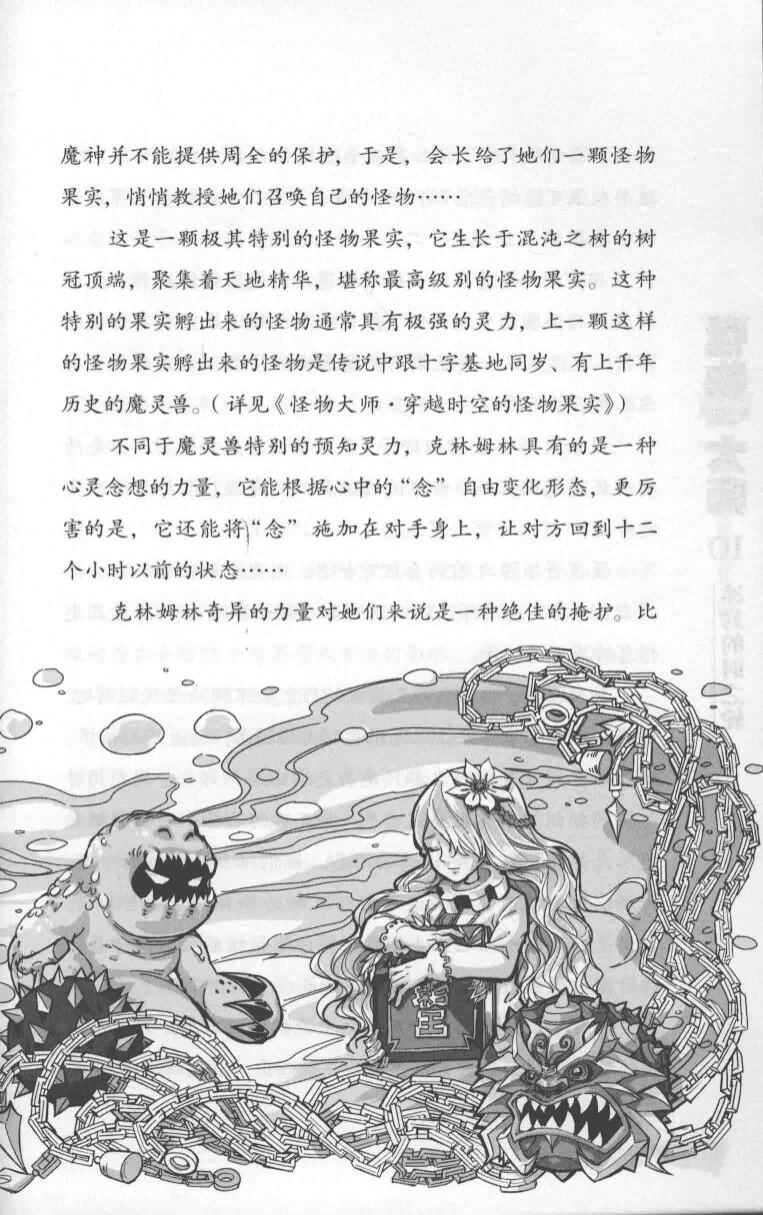 魔神并不能提供周全的保护，于是，会长给了她们一颗怪物
果实，悄悄教授她们召唤自己的怪物……
这是一颗极其特别的怪物果实，它生长于混沌之树的树
冠顶端，聚集着天地精华，堪称最高级别的怪物果实。这种
特别的果实孵出来的怪物通常具有极强的灵力，上一颗这样
的怪物果实孵出来的怪物是传说中跟十字基地同岁、有上千年
历史的魔灵兽。（详见《怪物大师·穿越时空的怪物果实》）
不同于魔灵兽特别的预知灵力，克林姆林具有的是一种
心灵念想的力量，它能根据心中的“念”自由变化形态，更厉
害的是，它还能将“念” 施加在对手身上，让对方回到十二
个小时以前的状态……
克林姆林奇异的力量对她们来说是一种绝佳的掩护。比